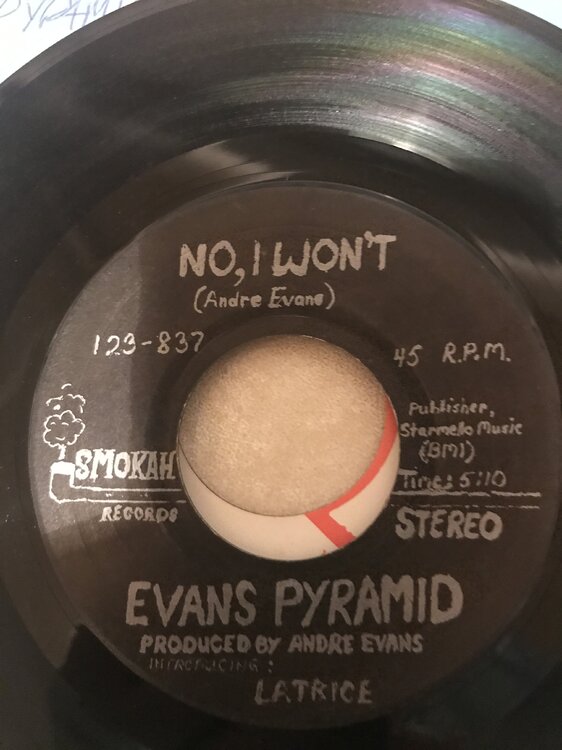 NO, I WON'T
(Andre Evans)
123-837
45 R.P.M.
Publisher,
Starmello Music
(BMI)
Time: 5:10
SMOKAH
RECORDS
STEREO
EVANS PYRAMID
PRODUCED BY ANDRE EVANS
INTRODUCING:
LATRICE